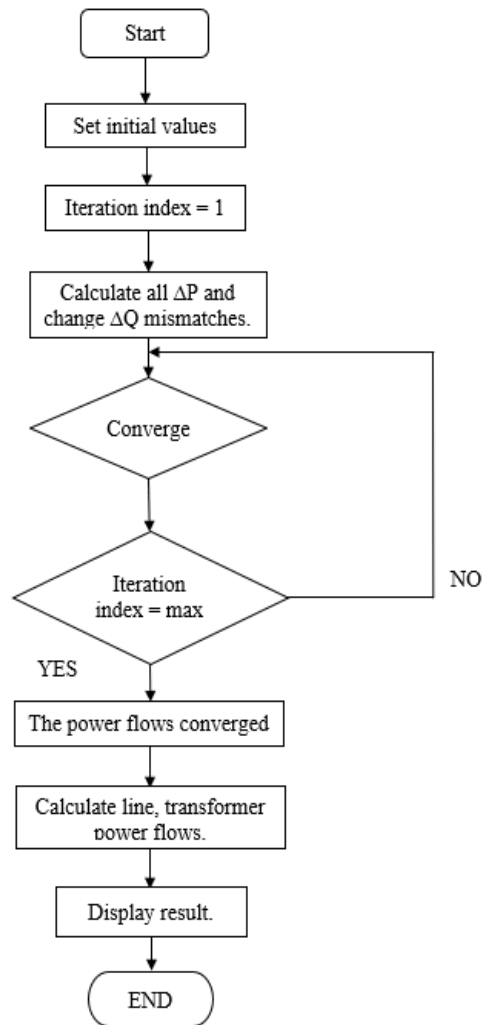 Start
Set initial values
Iteration index = 1
Calculate all ΔP and
change ΔQ mismatches.
Converge
Iteration
index = max
NO
YES
The power flows converged
Calculate line, transformer
power flows.
Display result.
END